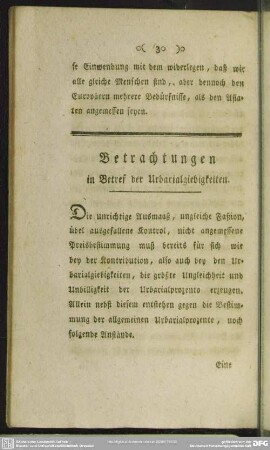 ( 30 )
se Einwendung mit dem widerlegen, daß wir
alle gleiche Menschen sind, aber dennoch den
Europäern mehrere Bedürfnisse, als den Asia-
ten angemessen seyen.
Betrachtungen
in Betref der Urbarialgiebigkeiten.
Die unrichtige Ausmaaß, ungleiche Fassion,
übel ausgefallene Kontrol, nicht angemessene
Preisbestimmung muß bereits für sich wie
bey der Kontribution, also auch bey den Ur-
barialgiebigkeiten, die größte Ungleichheit und
Unbilligkeit der Urbarialprozento erzeugen.
Allein nebst diesem entstehen gegen die Bestim-
mung der allgemeinen Urbarialprozente, noch
folgende Anstände.
Eine
DFG